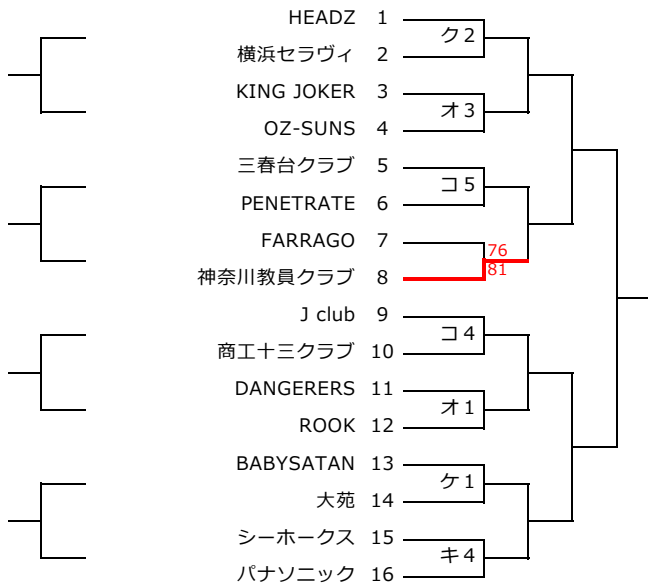 HEADZ 1
ク2
横浜セラヴィ 2
KING JOKER 3
オ3
OZ-SUNS 4
三春台クラブ 5
コ5
PENETRATE 6
FARRAGO 7
76
81
神奈川教員クラブ 8
J club 9
コ4
商工十三クラブ 10
DANGERERS 11
オ1
ROOK 12
BABYSATAN 13
ケ1
大苑 14
シーホークス 15
キ4
パナソニック 16